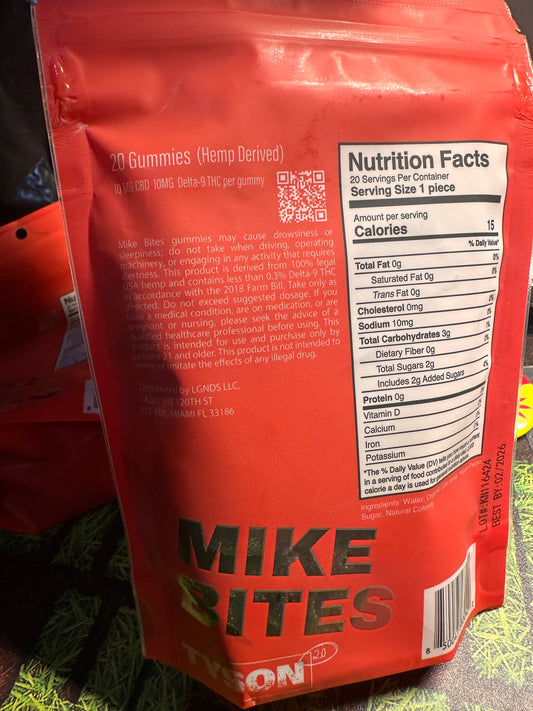 20 Gummies (Hemp Derived)
10 MG CBD 10MG Delta-9 THC per gummy
Mike Bites gummies may cause drowsiness or
sleepiness; do not take when driving, operating
machinery, or engaging in any activity that requires
alertness. This product is derived from 100% legal
USA hemp and contains less than 0.3% Delta-9 THC
in accordance with the 2018 Farm Bill. Take only as
directed. Do not exceed suggested dosage. If you
have a medical condition, are on medication, or are
pregnant or nursing, please seek the advice of a
qualified healthcare professional before using. This
product is intended for use and purchase only by
persons 21 and older. This product is not intended to
mimic or imitate the effects of any illegal drug.
Distributed by LGNDS LLC,
SW 120TH ST
STE 108, MIAMI FL 33186
Nutrition Facts
20 Servings Per Container
Serving Size 1 piece
Amount per serving
Calories 15
% Daily Value*
Total Fat 0g 0%
Saturated Fat 0g 0%
Trans Fat 0g
Cholesterol 0mg 0%
Sodium 10mg 0%
Total Carbohydrates 3g 1%
Dietary Fiber 0g 0%
Total Sugars 2g
Includes 2g Added Sugars
Protein 0g
Vitamin D
Calcium
Iron
Potassium
*The % Daily Value (DV) tells you how much a nutrient
in a serving of food contributes to a daily diet. 2,000
calorie a day is used for general nutrition advice.
Ingredients: Water,
Sugar, Natural Colors
LOT#:KN116424
BEST BY:02/2026
MIKE
BITES
TYSON 2.0